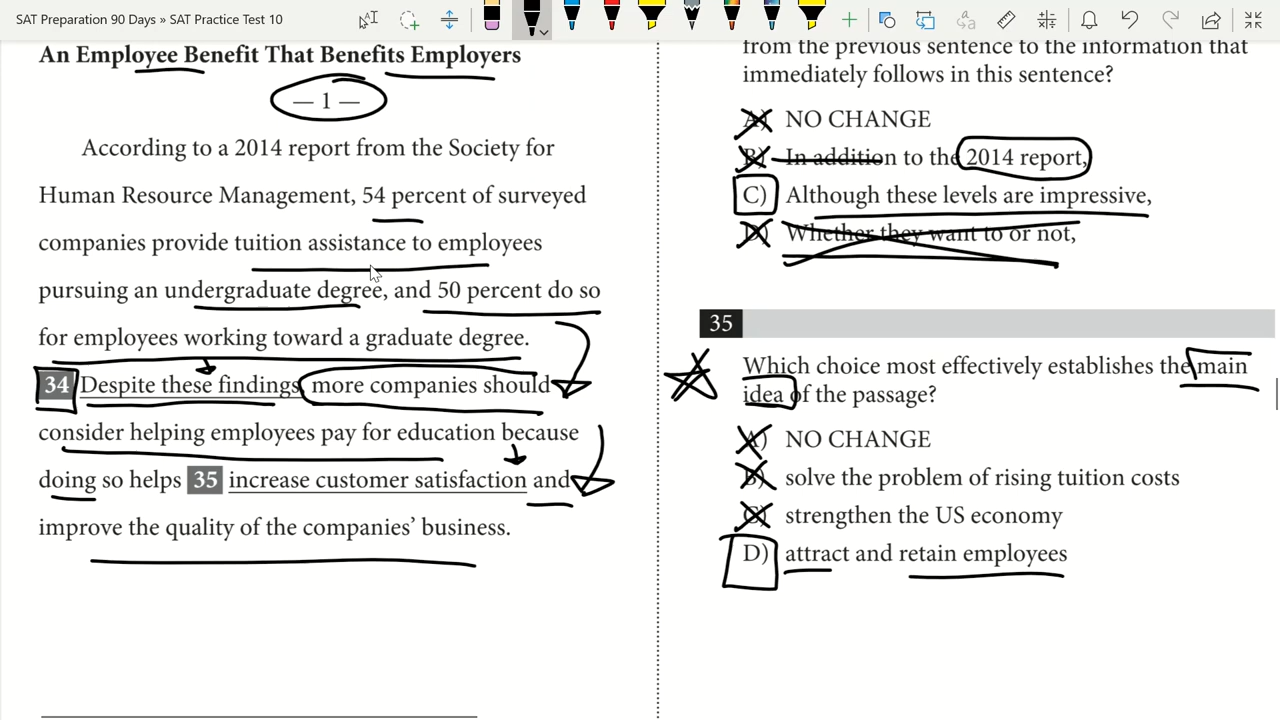 SAT Preparation 90 Days » SAT Practice Test 10
An Employee Benefit That Benefits Employers
— 1 —
According to a 2014 report from the Society for
Human Resource Management, 54 percent of surveyed
companies provide tuition assistance to employees
pursuing an undergraduate degree, and 50 percent do so
for employees working toward a graduate degree.
34 Despite these findings, more companies should
consider helping employees pay for education because
doing so helps 35 increase customer satisfaction and
improve the quality of the companies’ business.
from the previous sentence to the information that
immediately follows in this sentence?
A) NO CHANGE
B) In addition to the 2014 report,
C) Although these levels are impressive,
D) Whether they want to or not,
35
Which choice most effectively establishes the main
idea of the passage?
A) NO CHANGE
B) solve the problem of rising tuition costs
C) strengthen the US economy
D) attract and retain employees